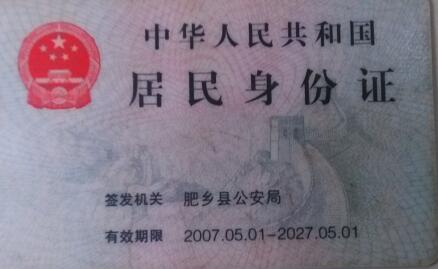 中华人民共和国
居民身份证
签发机关 肥乡县公安局
有效期限 2007.05.01-2027.05.01